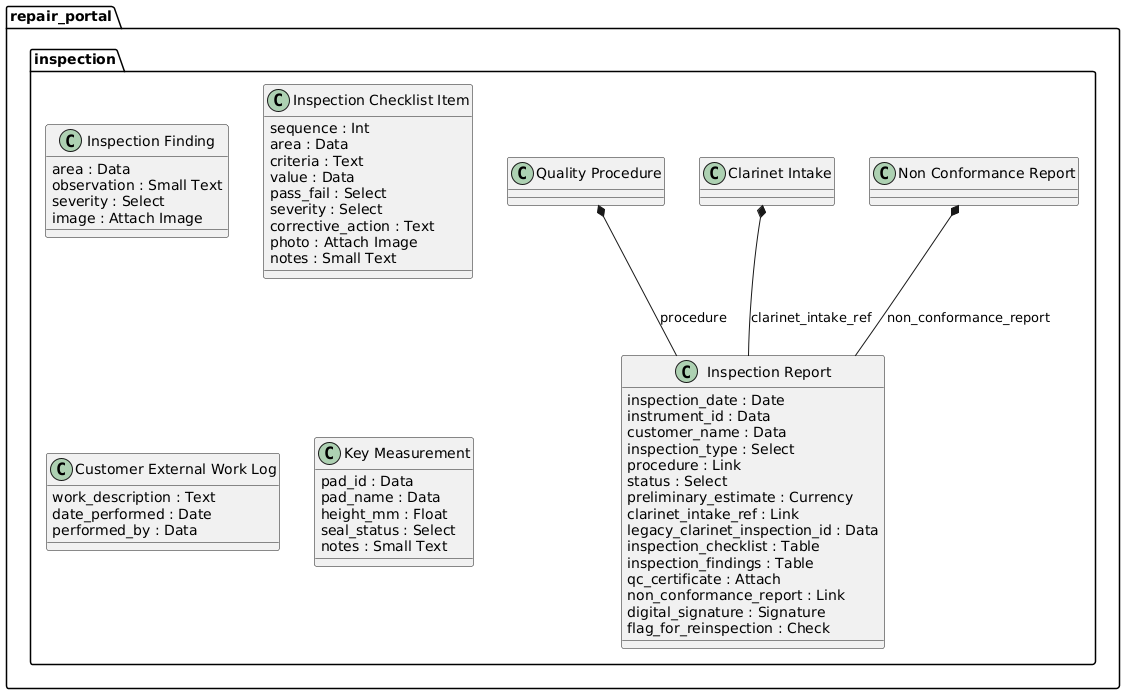 repair_portal
inspection
C Inspection Finding
area : Data
observation : Small Text
severity : Select
image : Attach Image
C Inspection Checklist Item
sequence : Int
area : Data
criteria : Text
value : Data
pass_fail : Select
severity : Select
corrective_action : Text
photo : Attach Image
notes : Small Text
C Quality Procedure
C Clarinet Intake
C Non Conformance Report
procedure
clarinet_intake_ref
non_conformance_report
C Customer External Work Log
work_description : Text
date_performed : Date
performed_by : Data
C Key Measurement
pad_id : Data
pad_name : Data
height_mm : Float
seal_status : Select
notes : Small Text
C Inspection Report
inspection_date : Date
instrument_id : Data
customer_name : Data
inspection_type : Select
procedure : Link
status : Select
preliminary_estimate : Currency
clarinet_intake_ref : Link
legacy_clarinet_inspection_id : Data
inspection_checklist : Table
inspection_findings : Table
qc_certificate : Attach
non_conformance_report : Link
digital_signature : Signature
flag_for_reinspection : Check